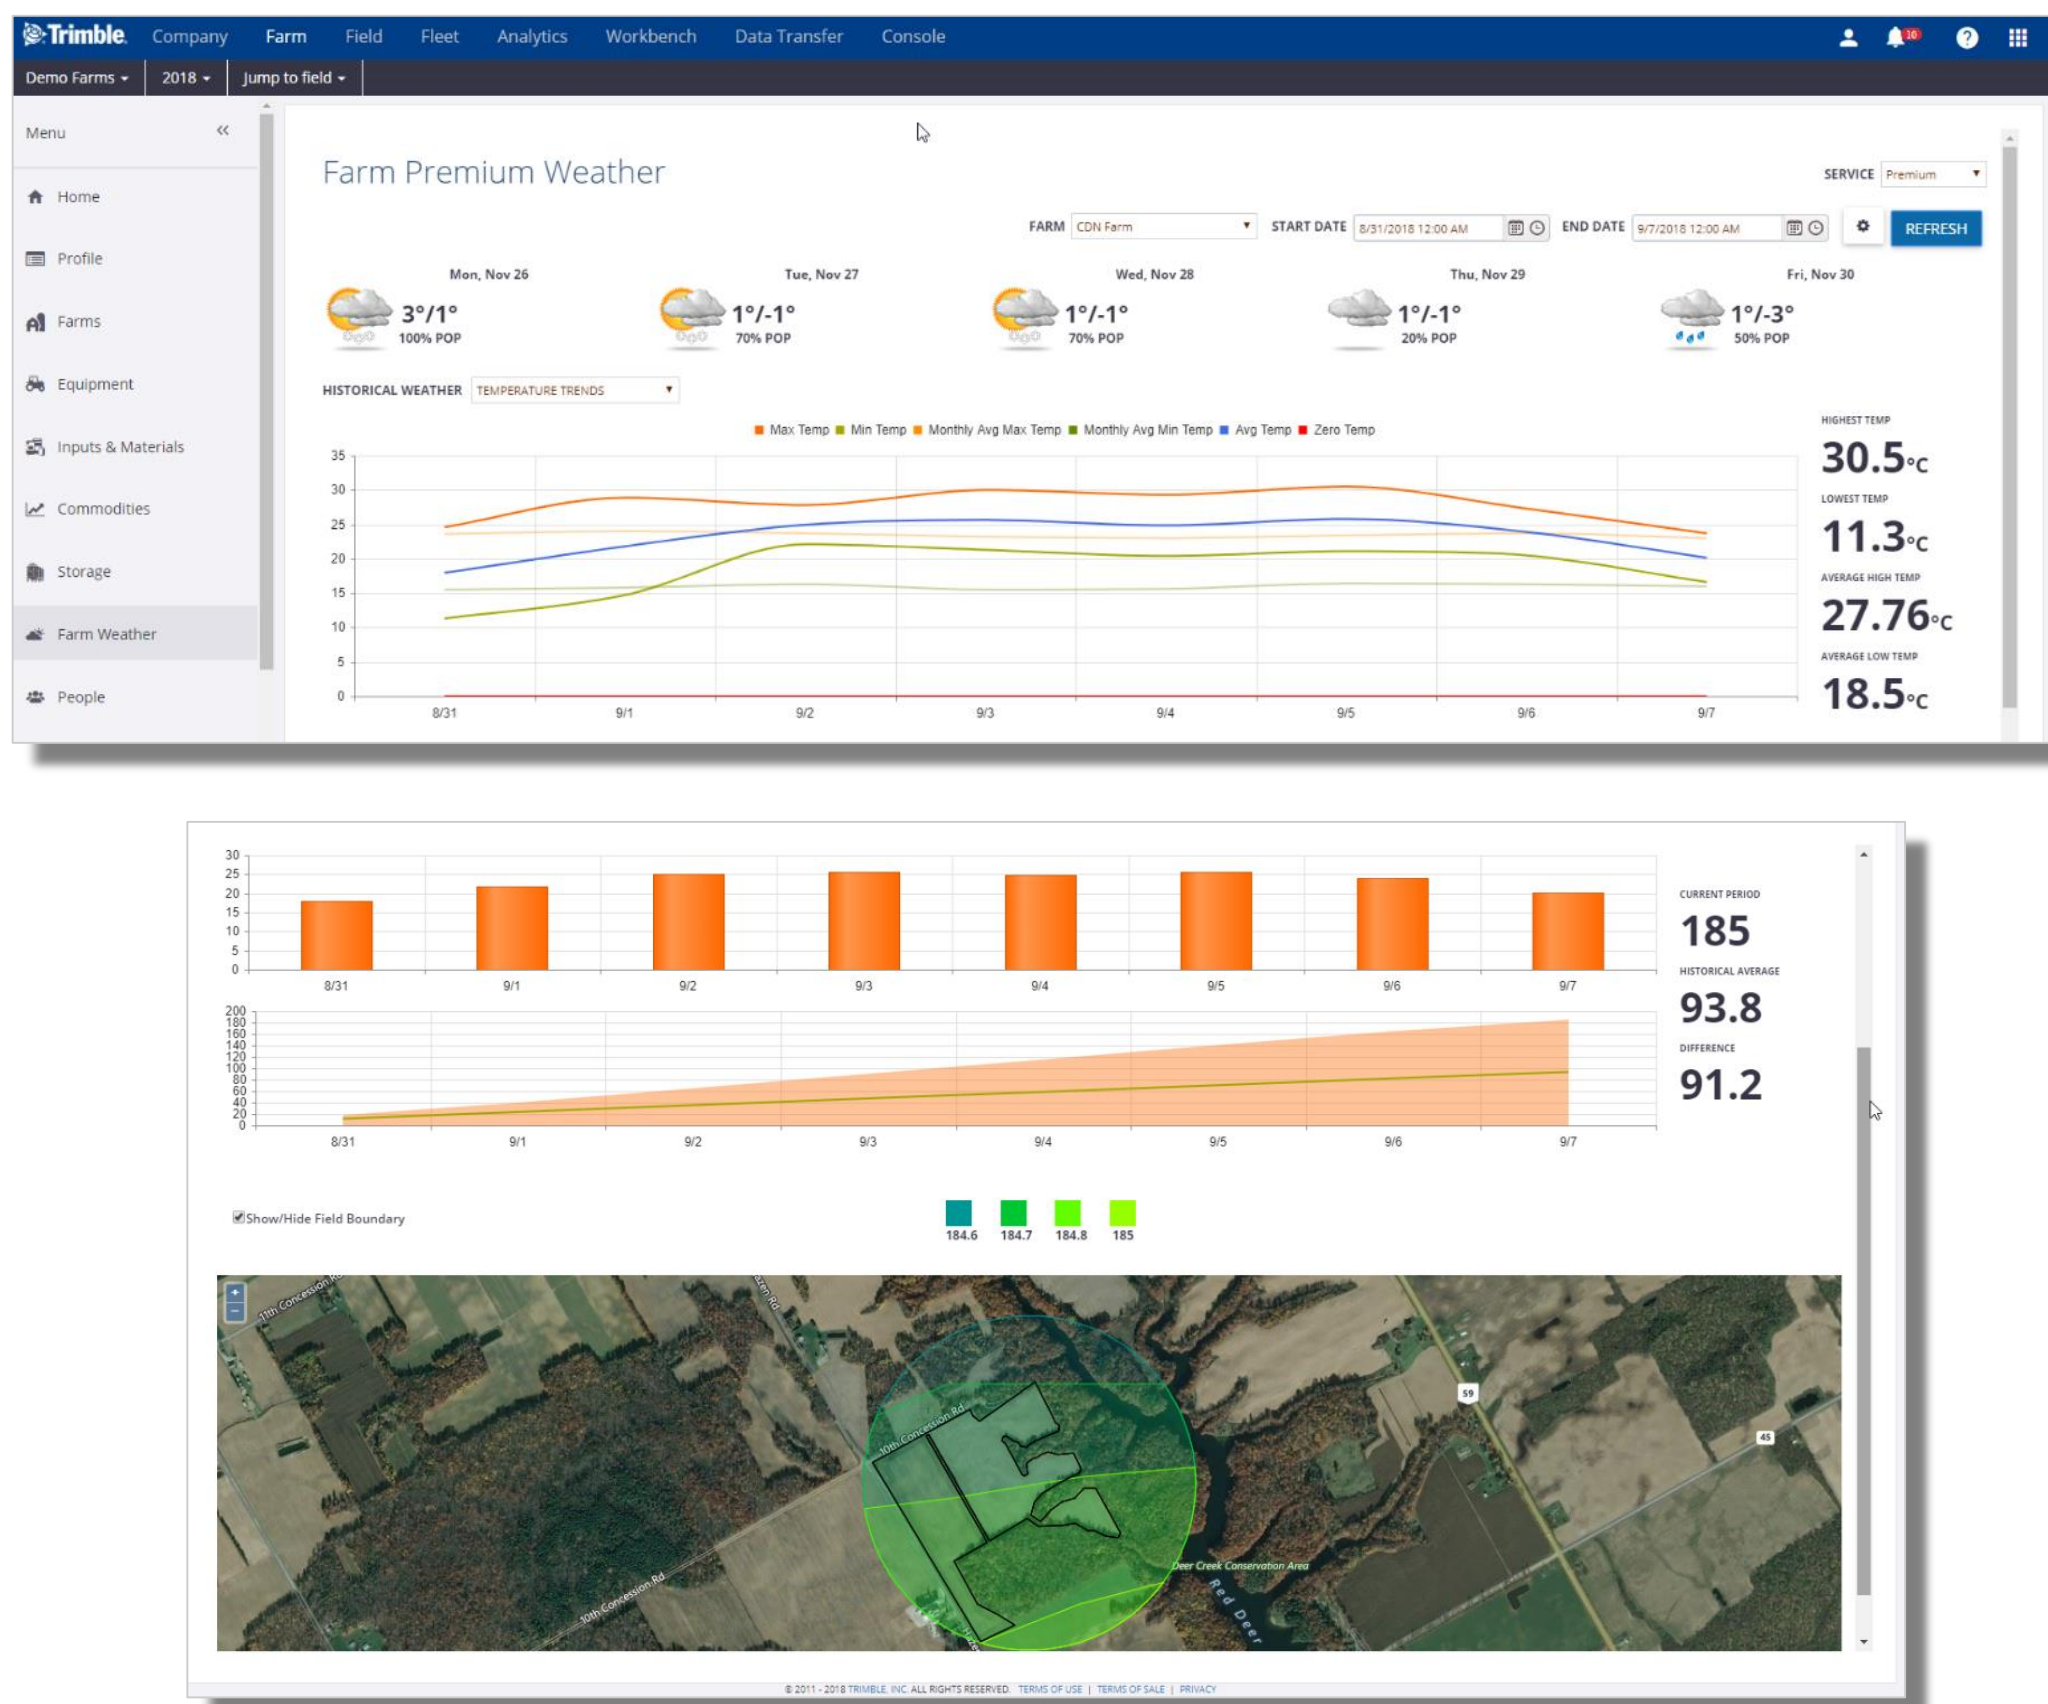 Trimble. Company Farm Field Fleet Analytics Workbench Data Transfer Console 10
Demo Farms 2018 Jump to field
Menu
Home
Profile
Farms
Equipment
Inputs & Materials
Commodities
Storage
Farm Weather
People
Farm Premium Weather
SERVICE Premium
FARM CDN Farm START DATE 8/31/2018 12:00 AM END DATE 9/7/2018 12:00 AM REFRESH
Mon, Nov 26 Tue, Nov 27 Wed, Nov 28 Thu, Nov 29 Fri, Nov 30
3°/1° 1°/-1° 1°/-1° 1°/-1° 1°/-3°
100% POP 70% POP 70% POP 20% POP 50% POP
HISTORICAL WEATHER TEMPERATURE TRENDS
Max Temp Min Temp Monthly Avg Max Temp Monthly Avg Min Temp Avg Temp Zero Temp
35
30
25
20
15
10
5
0
8/31 9/1 9/2 9/3 9/4 9/5 9/6 9/7
HIGHEST TEMP
30.5°C
LOWEST TEMP
11.3°C
AVERAGE HIGH TEMP
27.76°C
AVERAGE LOW TEMP
18.5°C
30
25
20
15
10
5
0
8/31 9/1 9/2 9/3 9/4 9/5 9/6 9/7
200
180
160
140
120
100
80
60
40
20
0
8/31 9/1 9/2 9/3 9/4 9/5 9/6 9/7
CURRENT PERIOD
185
HISTORICAL AVERAGE
93.8
DIFFERENCE
91.2
Show/Hide Field Boundary
184.6 184.7 184.8 185
11th Concession Rd
Rd
10th Concession Rd
59
45
Deer Creek Conservation Area
10th Concession Rd
Red Deer
© 2011 - 2018 TRIMBLE, INC. ALL RIGHTS RESERVED. TERMS OF USE | TERMS OF SALE | PRIVACY